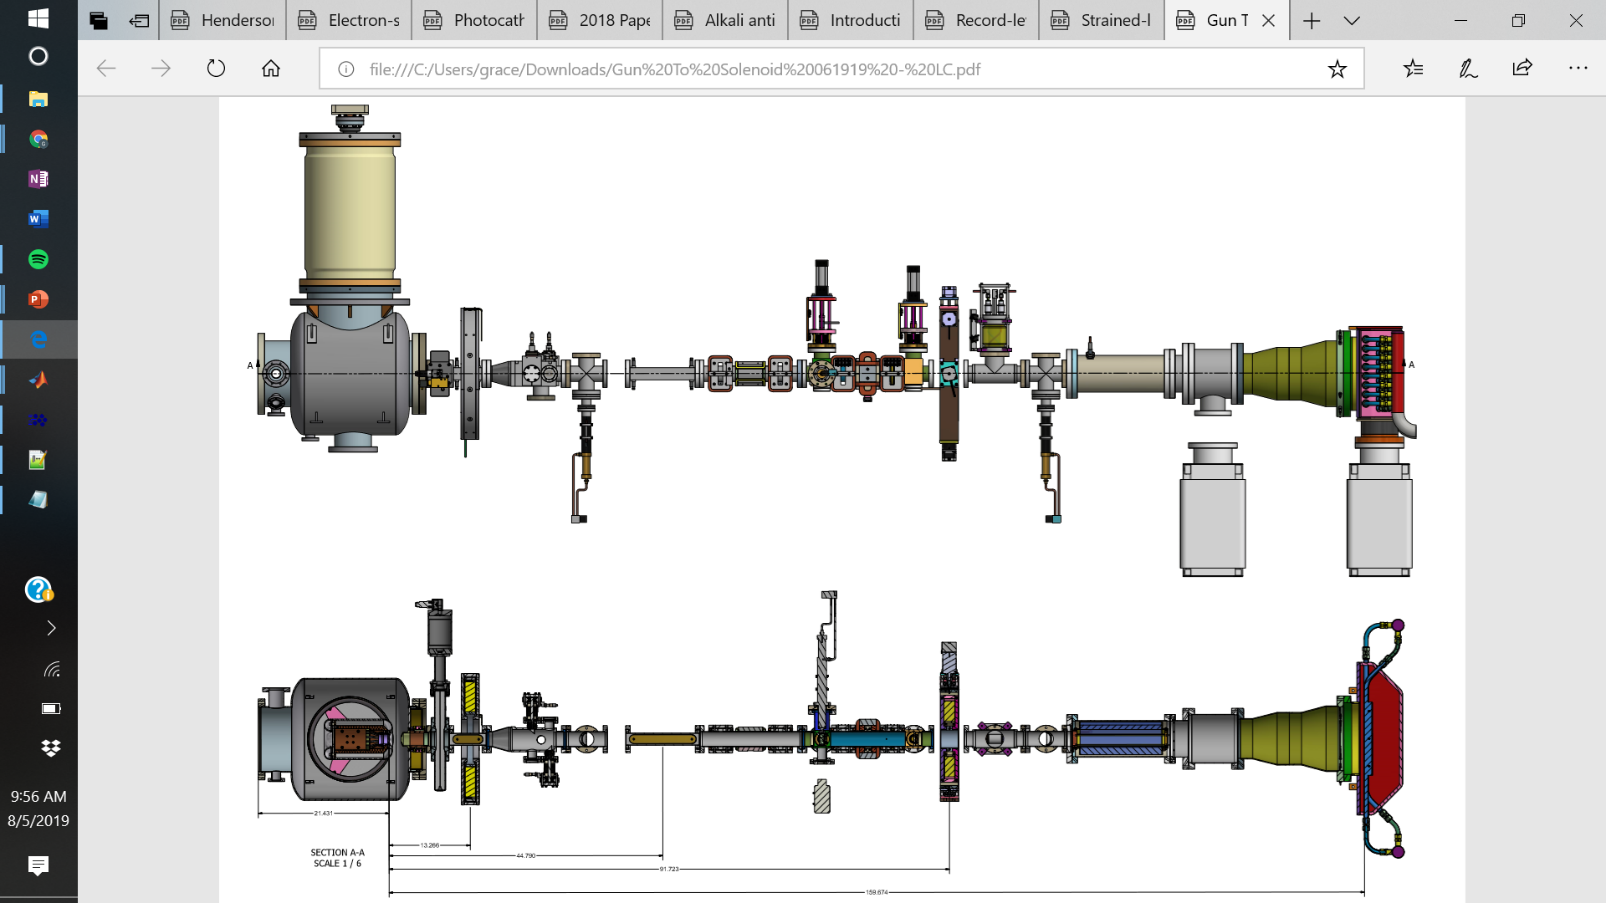 Henderson
Electron-s
Photocath
2018 Pape
Alkali anti
Introducti
Record-le
Strained-l
Gun T
file:///C:/Users/grace/Downloads/Gun%20To%20Solenoid%20061919%20-%20LC.pdf
A
A
21.431
13.266
SECTION A-A
SCALE 1 / 6
44.790
91.723
159.674
9:56 AM
8/5/2019